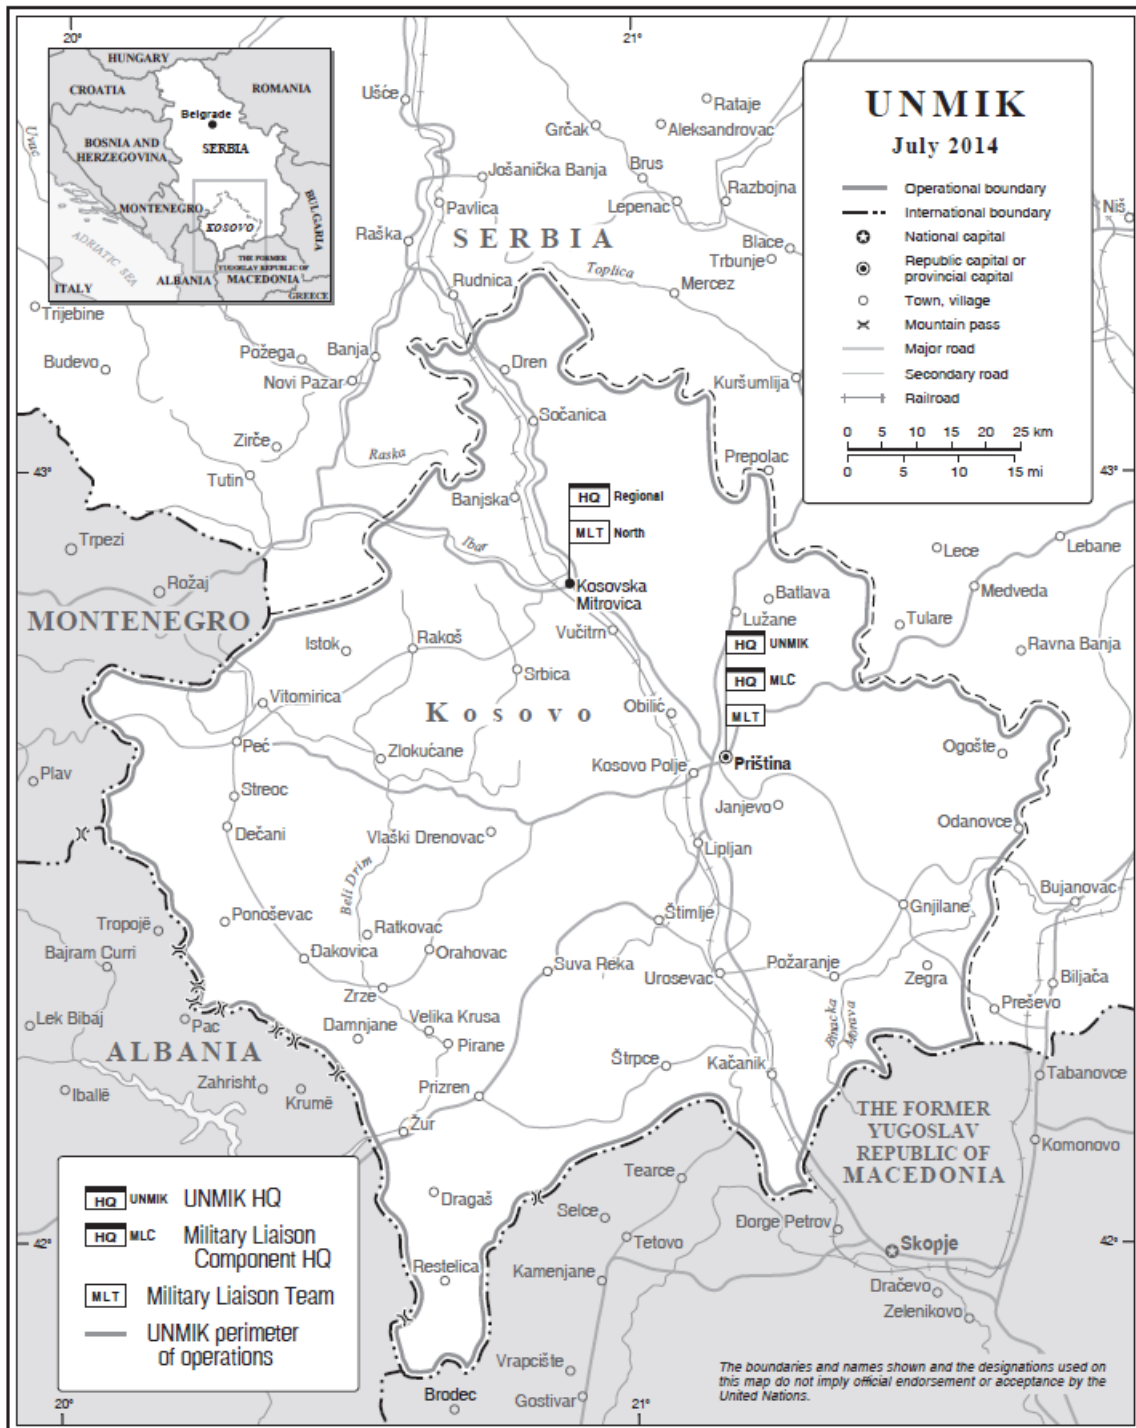 20°
21°
HUNGARY
CROATIA
ROMANIA
Belgrade
BOSNIA AND
HERZEGOVINA
SERBIA
MONTENEGRO
KOSOVO
BULGARIA
ADRIATIC SEA
THE FORMER
YUGOSLAV REPUBLIC OF
MACEDONIA
ITALY
ALBANIA
GREECE
Uvac
UNMIK
July 2014
Operational boundary
International boundary
National capital
Republic capital or
provincial capital
Town, village
Mountain pass
Major road
Secondary road
Railroad
0 5 10 15 20 25 km
0 5 10 15 mi
Ušće
Rataje
Grčak
Aleksandrovac
Jošanička Banja
Brus
Razbojna
Pavlica
Lepenac
Niš
Raška
SERBIA
Blace
Trbunje
Toplica
Rudnica
Mercez
Trijebine
Požega
Banja
Budevo
Dren
Novi Pazar
Kuršumlija
Sočanica
Zirče
Raska
43°
Tutin
Prepolac
43°
Banjska
HQ Regional
MLT North
Ibar
Trpezi
Lece
Lebane
Rožaj
Kosovska
Mitrovica
Batlava
Medveda
MONTENEGRO
Lužane
Vučitrn
Tulare
Istok
Rakoš
HQ UNMIK
Ravna Banja
Srbica
HQ MLC
Vitomirica
Kosovo
Obilić
MLT
Peć
Zlokućane
Ogošte
Plav
Kosovo Polje
Priština
Streoc
Janjevo
Dečani
Vlaški Drenovac
Odanovce
Lipljan
Beli Drim
Bujanovac
Ponoševac
Štimlje
Gnjilane
Tropojë
Ratkovac
Bajram Curri
Đakovica
Orahovac
Suva Reka
Urosevac
Požaranje
Zegra
Biljača
Zrze
Preševo
Lek Bibaj
Pac
Damnjane
Velika Krusa
Binacka
Morava
ALBANIA
Pirane
Štrpce
Kačanik
Iballë
Zahrisht
Krumë
Prizren
Tabanovce
Žur
THE FORMER
YUGOSLAV
REPUBLIC OF
MACEDONIA
Komonovo
Tearce
Dragaš
Selce
Đorge Petrov
42°
Tetovo
Skopje
42°
Restelica
Kamenjane
Dračevo
Zelenikovo
HQ UNMIK UNMIK HQ
HQ MLC Military Liaison
Component HQ
MLT Military Liaison Team
UNMIK perimeter
of operations
Vrapcište
Brodec
Gostivar
The boundaries and names shown and the designations used on
this map do not imply official endorsement or acceptance by the
United Nations.
20°
21°